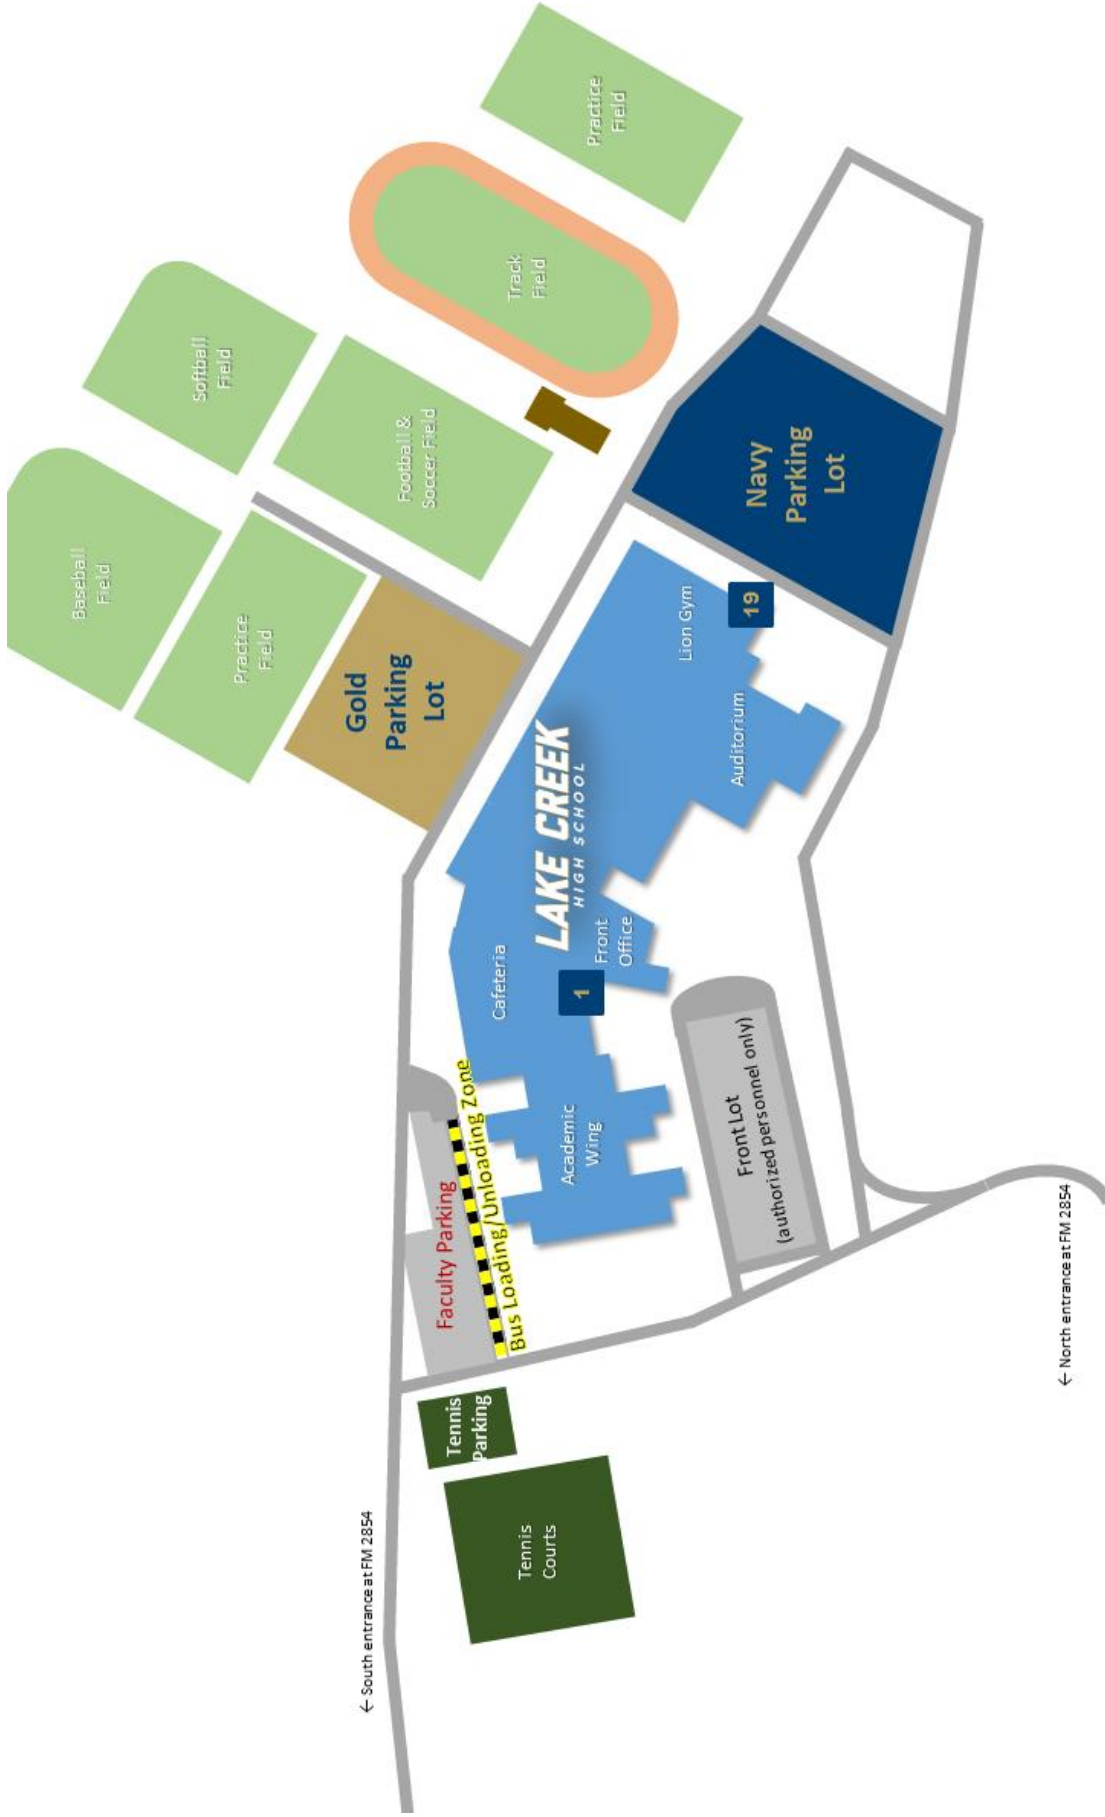 Baseball
Field
Softball
Field
Practice
Field
Football &
Soccer Field
Track
Field
Practice
Field
Gold
Parking
Lot
Navy
Parking
Lot
Lion Gym
19
Auditorium
LAKE CREEK
HIGH SCHOOL
Front
Office
Cafeteria
1
Academic
Wing
Front Lot
(authorized personnel only)
Faculty Parking
Bus Loading/Unloading Zone
Tennis
Parking
Tennis
Courts
← South entrance at FM 2854
← North entrance at FM 2854